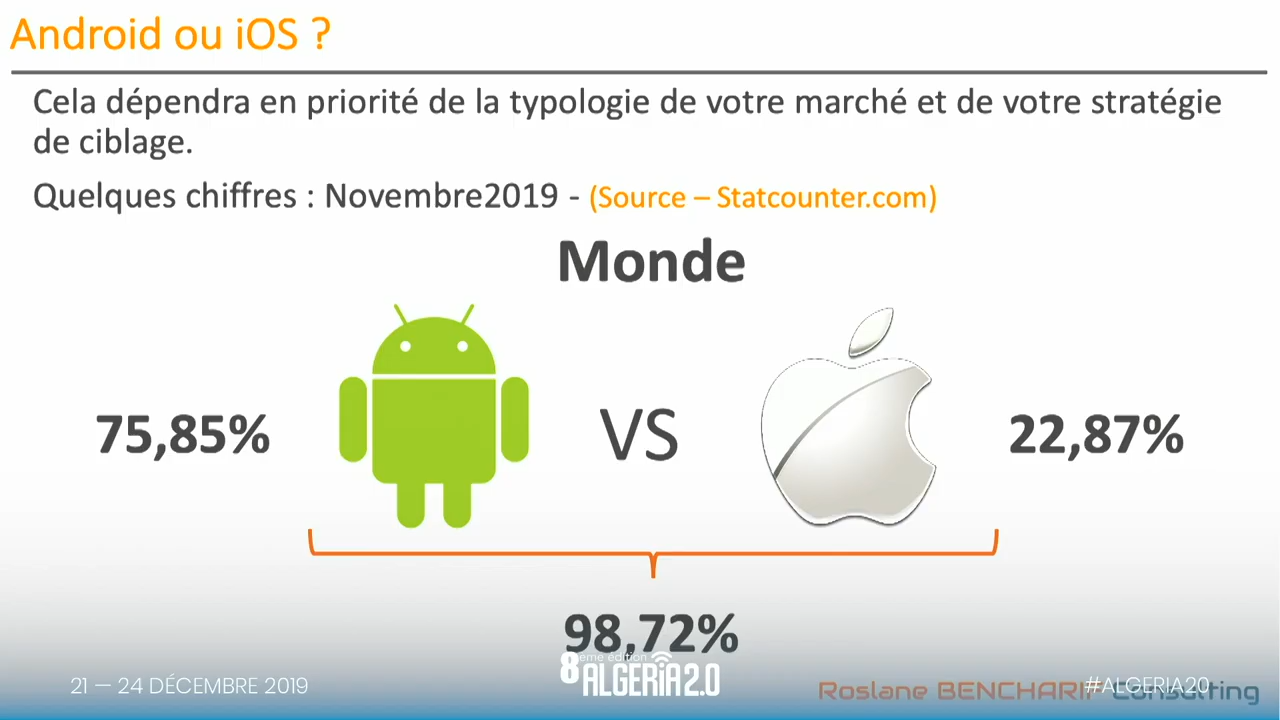 Android ou iOS ?
Cela dépendra en priorité de la typologie de votre marché et de votre stratégie
de ciblage.
Quelques chiffres : Novembre2019 - (Source – Statcounter.com)
Monde
75,85% VS 22,87%
98,72%
8ème édition
ALGERIA2.0
21 — 24 DÉCEMBRE 2019
#ALGERIA20
Roslane BENCHARIF Consulting